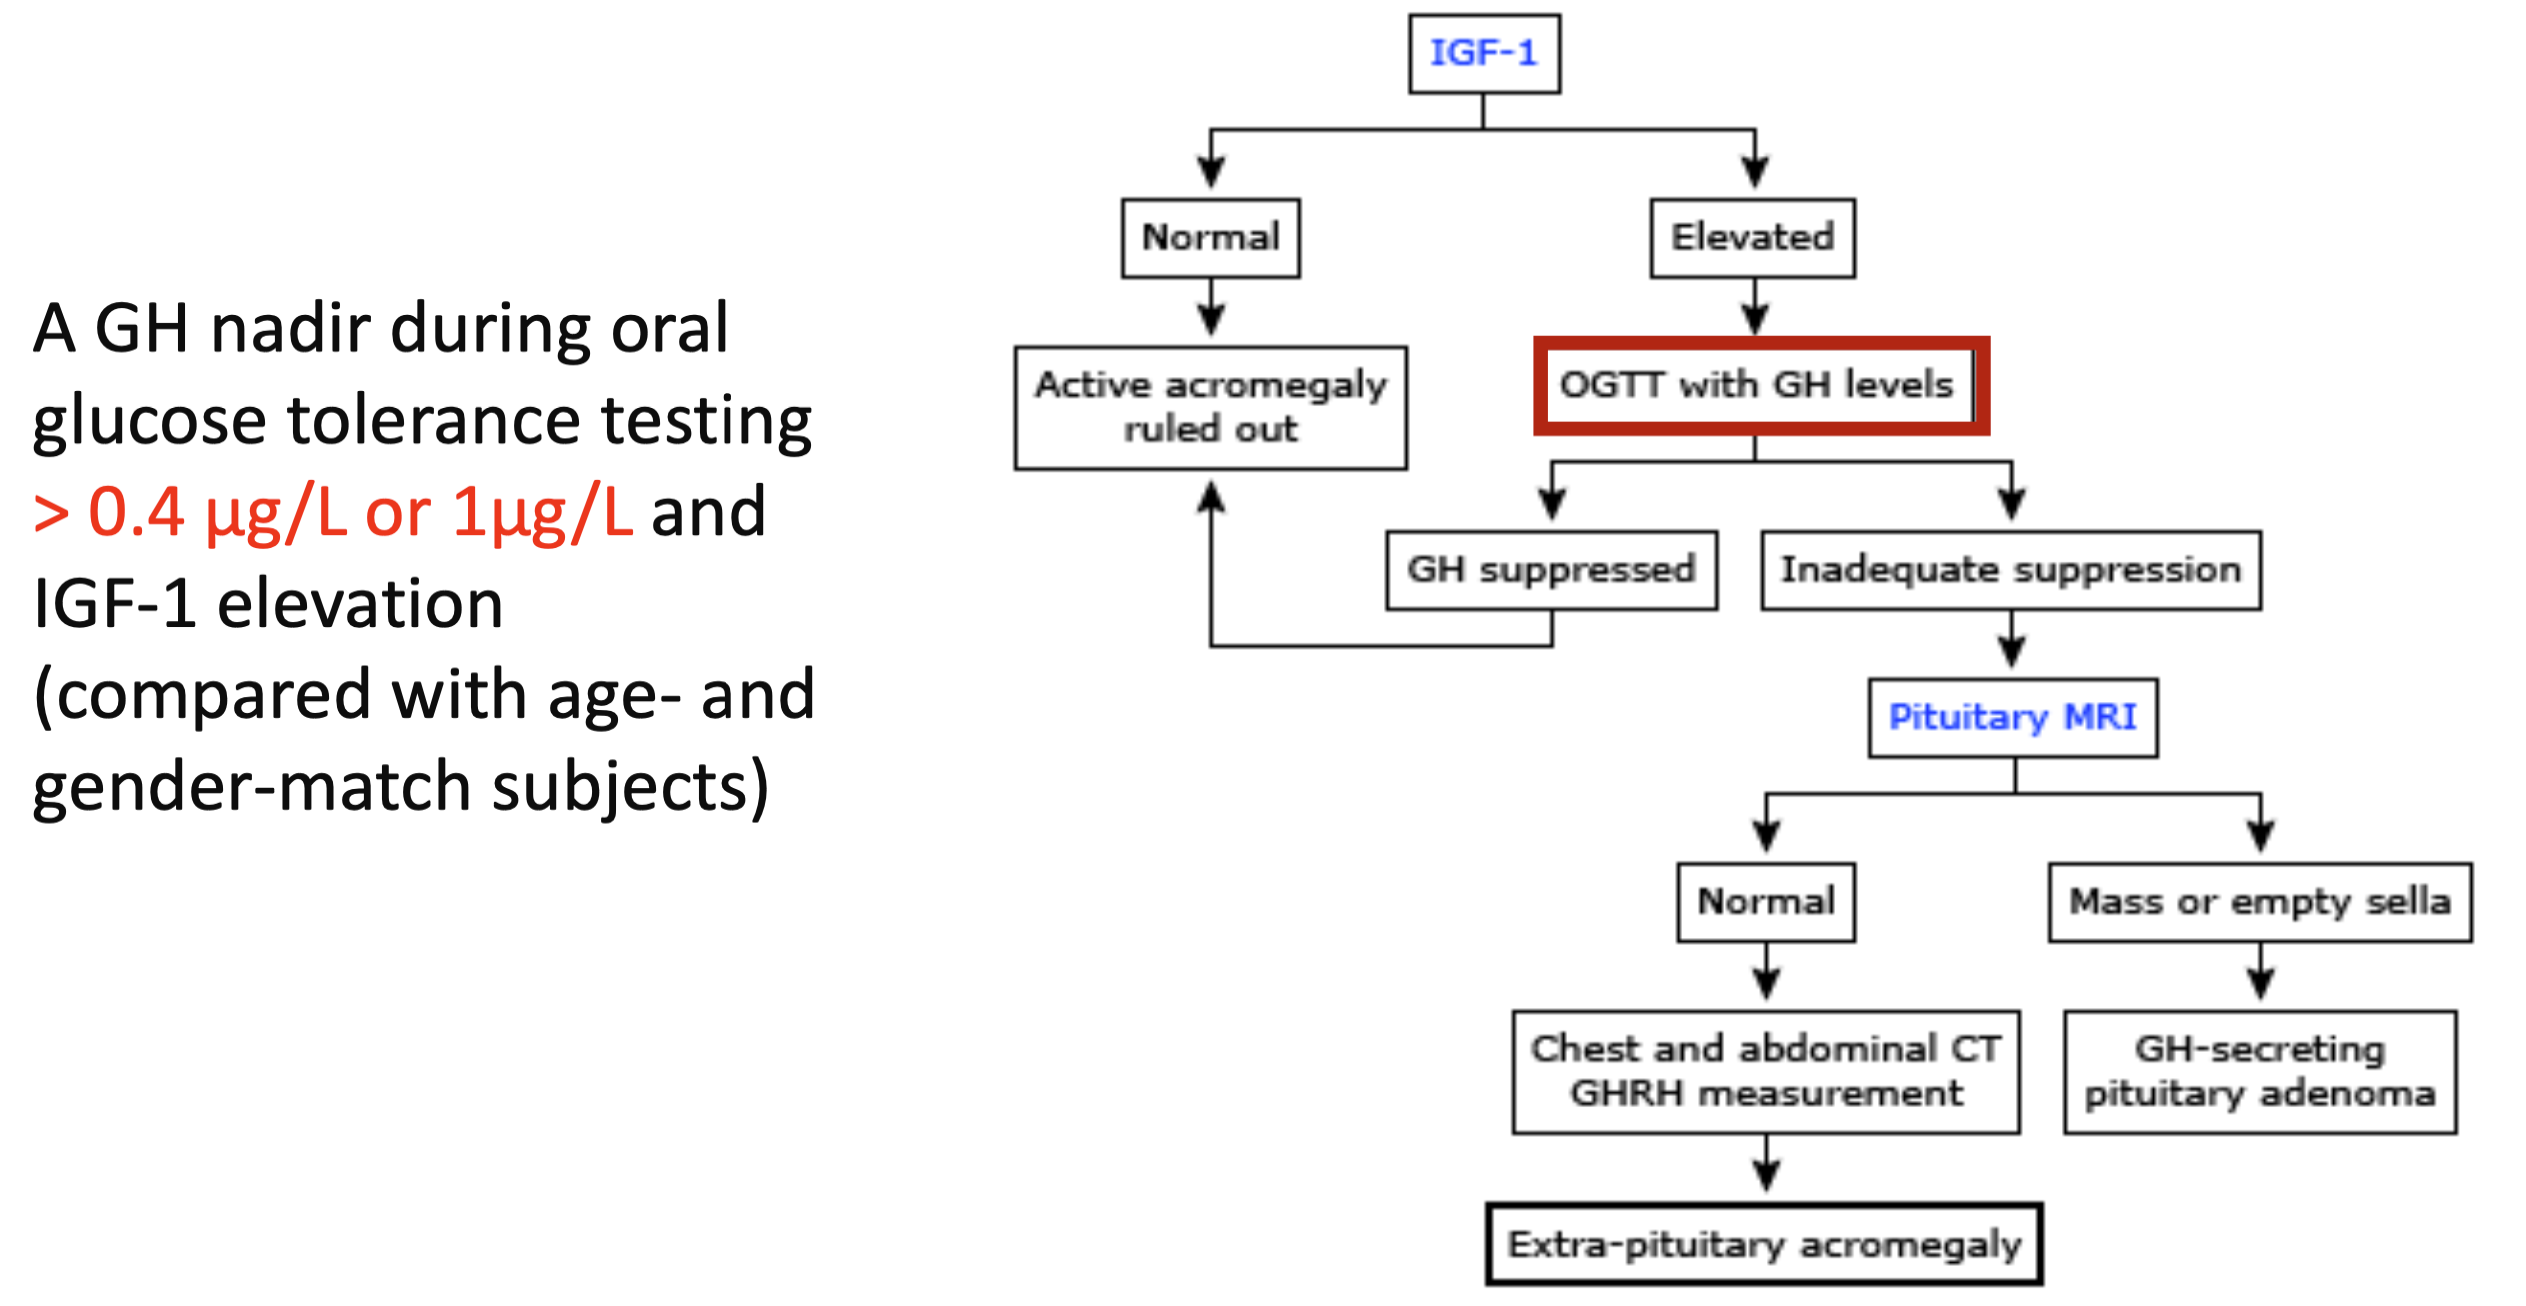 A GH nadir during oral
glucose tolerance testing
> 0.4 µg/L or 1µg/L and
IGF-1 elevation
(compared with age- and
gender-match subjects)
IGF-1
Normal
Elevated
Active acromegaly
ruled out
OGTT with GH levels
GH suppressed
Inadequate suppression
Pituitary MRI
Normal
Mass or empty sella
Chest and abdominal CT
GHRH measurement
GH-secreting
pituitary adenoma
Extra-pituitary acromegaly